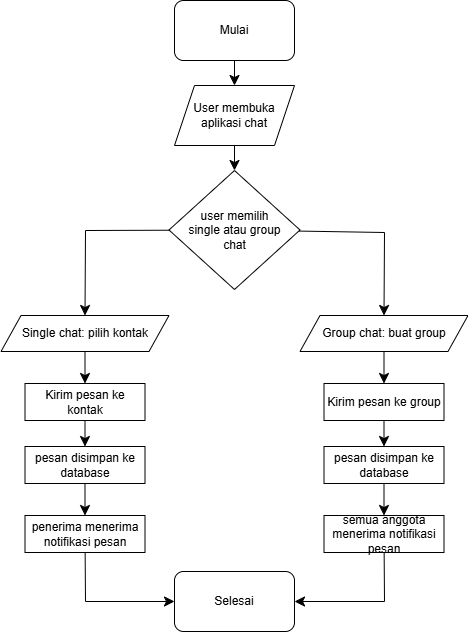 Mulai
User membuka
aplikasi chat
user memilih
single atau group
chat
Single chat: pilih kontak
Group chat: buat group
Kirim pesan ke
kontak
Kirim pesan ke group
pesan disimpan ke
database
pesan disimpan ke
database
penerima menerima
notifikasi pesan
semua anggota
menerima notifikasi
pesan
Selesai